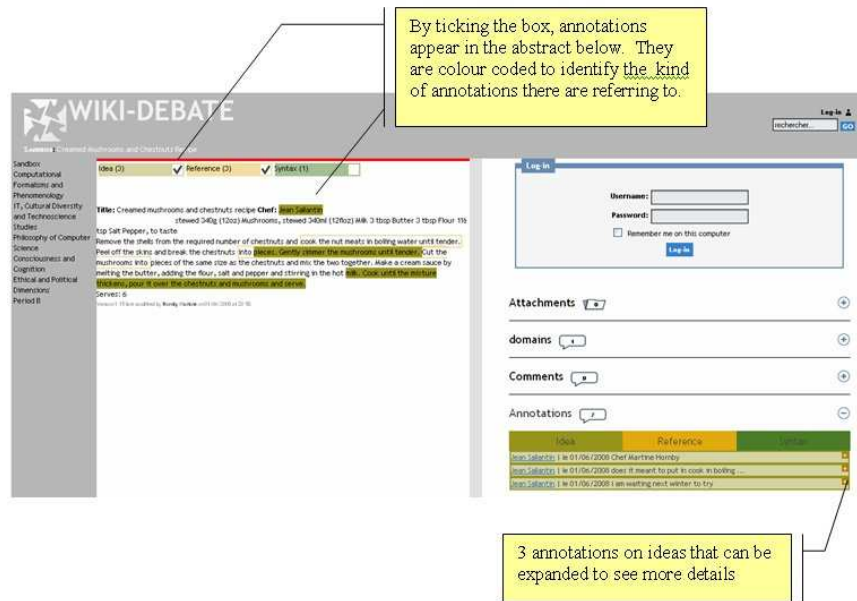 By ticking the box, annotations
appear in the abstract below. They
are colour coded to identify the kind
of annotations there are referring to.
WIKI-DEBATE
Log-in
rechercher...
GO
Creamed Mushrooms and Chestnuts Recipe
Sandbox
Computational
Formalisms and
Phenomenology
IT, Cultural Diversity
and Technoscience
Studies
Philosophy of Computer
Science
Consciousness and
Cognition
Ethical and Political
Dimensions
Period B
Idea (3)
Reference (3)
Syntax (1)
Title: Creamed mushrooms and chestnuts recipe Chef: Jean Sallantin
stewed 340g (12oz) Mushrooms, stewed 340ml (12floz) Milk 3 tbsp Butter 3 tbsp Flour 1½
tsp Salt Pepper, to taste
Remove the shells from the required number of chestnuts and cook the nut meats in boiling water until tender.
Peel off the skins and break the chestnuts into pieces. Gently simmer the mushrooms until tender. Cut the
mushrooms into pieces of the same size as the chestnuts and mix the two together. Make a cream sauce by
melting the butter, adding the flour, salt and pepper and stirring in the hot milk. Cook until the mixture
thickens, pour it over the chestnuts and mushrooms and serve.
Serves: 6
Log-in
Username:
Password:
Remember me on this computer
Log-in
Attachments 0
domains 1
Comments 0
Annotations 7
Idea
Reference
Syntax
Jean Sallantin | le 01/06/2008 Chef Martine Hornby
Jean Sallantin | le 01/06/2008 does it meant to put in cook in boiling ...
Jean Sallantin | le 01/06/2008 I am waiting next winter to try
3 annotations on ideas that can be
expanded to see more details